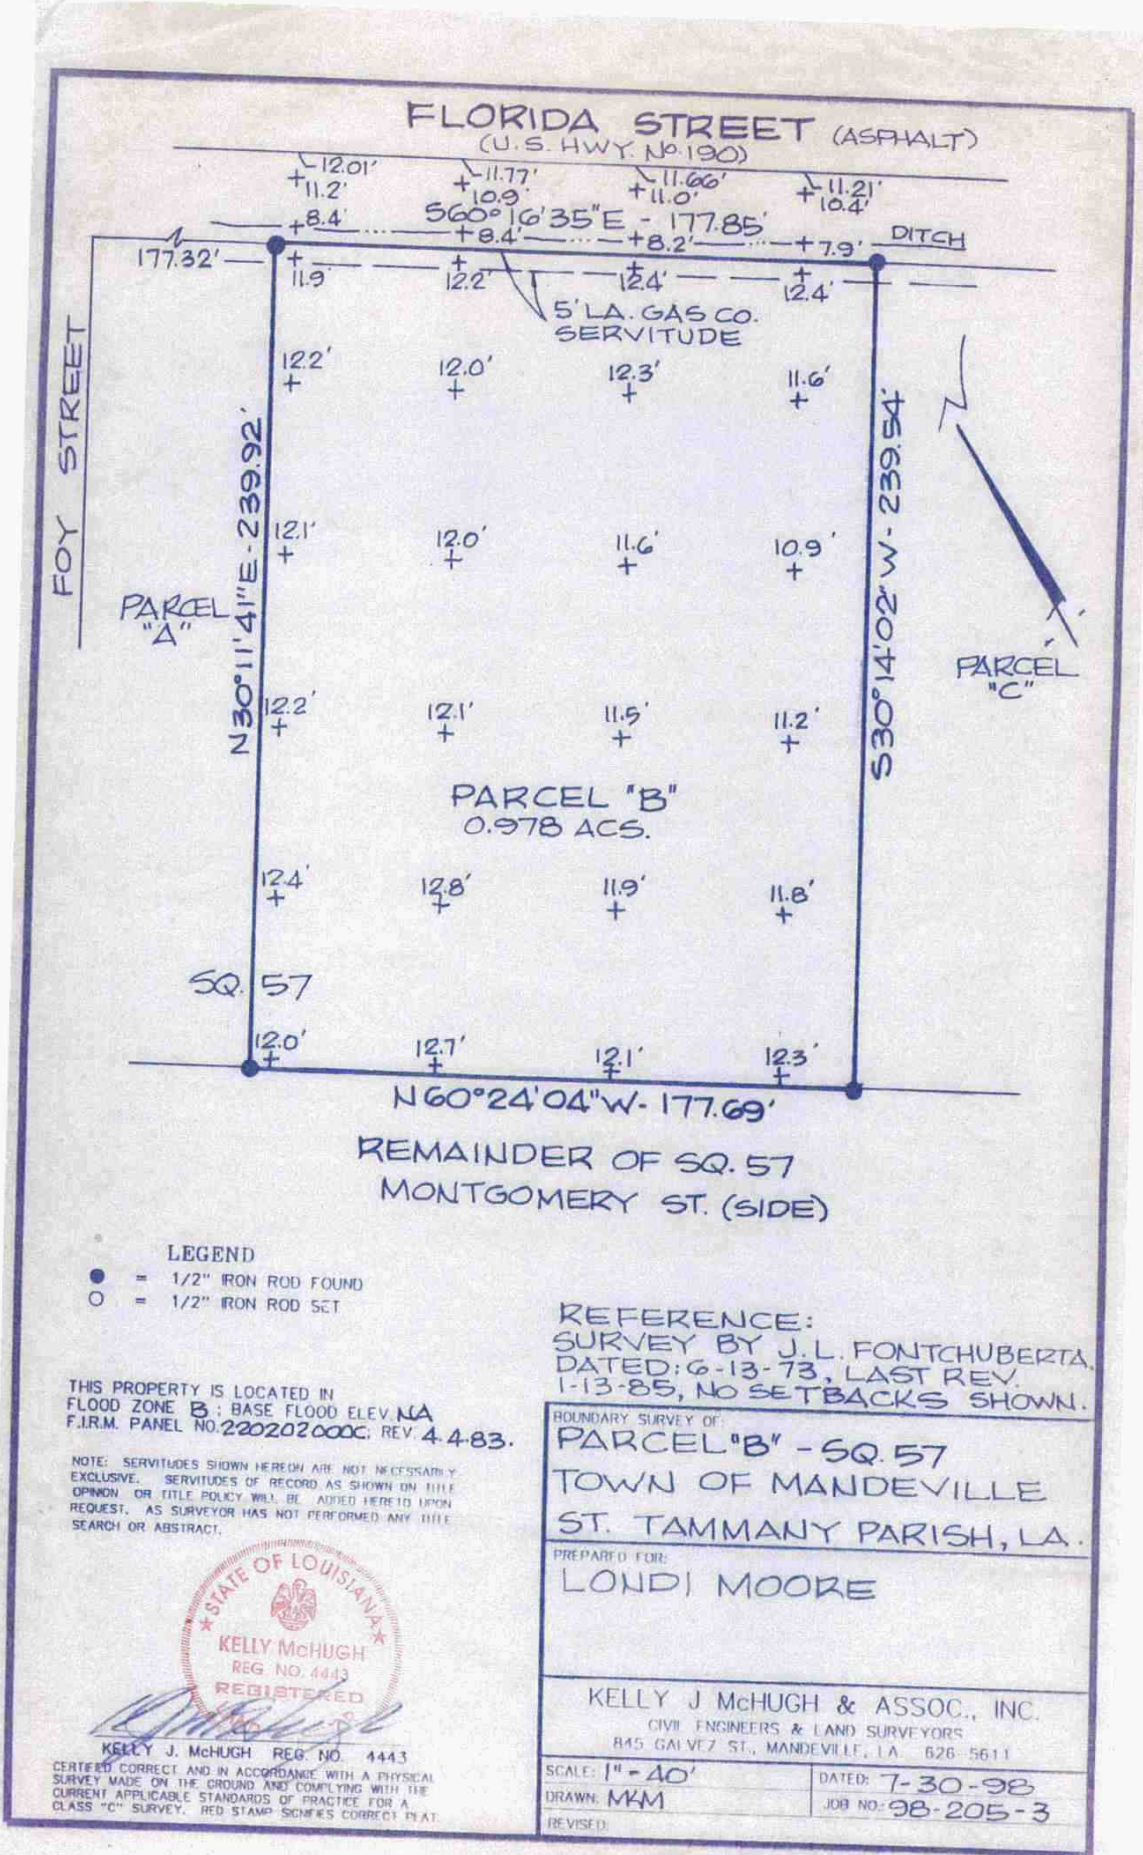 FLORIDA STREET (ASPHALT)
(U.S. HWY. No. 190)
12.01' 11.77' 11.66' 11.21'
11.2' 10.9' 11.0' 10.4'
S60°16'35"E - 177.85'
8.4' 8.4' 8.2' 7.9' DITCH
177.32'
11.9 12.2' 12.4' 12.4'
5' LA. GAS CO.
SERVITUDE
FOY STREET
12.2' 12.0' 12.3' 11.6'
N30°11'41"E - 239.92'
S30°14'02"W - 239.54'
12.1' 12.0' 11.6' 10.9'
PARCEL
"A"
PARCEL
"C"
12.2' 12.1' 11.5' 11.2'
PARCEL "B"
0.978 ACS.
12.4' 12.8' 11.9' 11.8'
SQ. 57
12.0' 12.7' 12.1' 12.3'
N60°24'04"W - 177.69'
REMAINDER OF SQ. 57
MONTGOMERY ST. (SIDE)
LEGEND
= 1/2" IRON ROD FOUND
= 1/2" IRON ROD SET
REFERENCE:
SURVEY BY J.L. FONTCHUBERTA,
DATED: 6-13-73, LAST REV.
1-13-85, NO SETBACKS SHOWN.
THIS PROPERTY IS LOCATED IN
FLOOD ZONE B; BASE FLOOD ELEV. NA
F.I.R.M. PANEL NO. 220202000C; REV. 4.4.83.
NOTE: SERVITUDES SHOWN HEREON ARE NOT NECESSARILY
EXCLUSIVE. SERVITUDES OF RECORD AS SHOWN ON TITLE
OPINION OR TITLE POLICY WILL BE ADDED HERETO UPON
REQUEST, AS SURVEYOR HAS NOT PERFORMED ANY TITLE
SEARCH OR ABSTRACT.
STATE OF LOUISIANA
KELLY McHUGH
REG. NO. 4443
REGISTERED
KELLY J. McHUGH REG. NO. 4443
CERTIFIED CORRECT AND IN ACCORDANCE WITH A PHYSICAL
SURVEY MADE ON THE GROUND AND COMPLYING WITH THE
CURRENT APPLICABLE STANDARDS OF PRACTICE FOR A
CLASS "C" SURVEY. RED STAMP SIGNIFIES CORRECT PLAT.
BOUNDARY SURVEY OF:
PARCEL "B" - SQ. 57
TOWN OF MANDEVILLE
ST. TAMMANY PARISH, LA.
PREPARED FOR:
LONDI MOORE
KELLY J McHUGH & ASSOC., INC.
CIVIL ENGINEERS & LAND SURVEYORS
845 GALVEZ ST., MANDEVILLE, LA. 626-5611
SCALE: 1" = 40'
DATED: 7-30-98
DRAWN: MKM
JOB NO.: 98-205-3
REVISED: